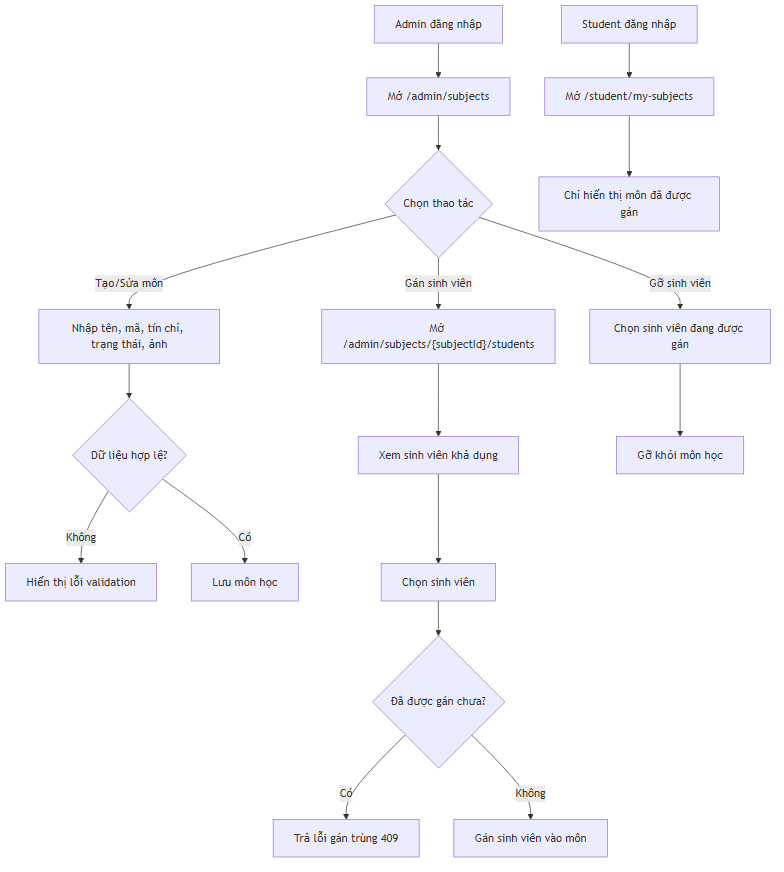 Admin đăng nhập
Student đăng nhập
Mở /admin/subjects
Mở /student/my-subjects
Chọn thao tác
Chỉ hiển thị môn đã được
gán
Tạo/Sửa môn
Gán sinh viên
Gỡ sinh viên
Nhập tên, mã, tín chỉ,
trạng thái, ảnh
Mở
/admin/subjects/{subjectId}/students
Chọn sinh viên đang được
gán
Dữ liệu hợp lệ?
Xem sinh viên khả dụng
Gỡ khỏi môn học
Không
Có
Hiển thị lỗi validation
Lưu môn học
Chọn sinh viên
Đã được gán chưa?
Có
Không
Trả lỗi gán trùng 409
Gán sinh viên vào môn